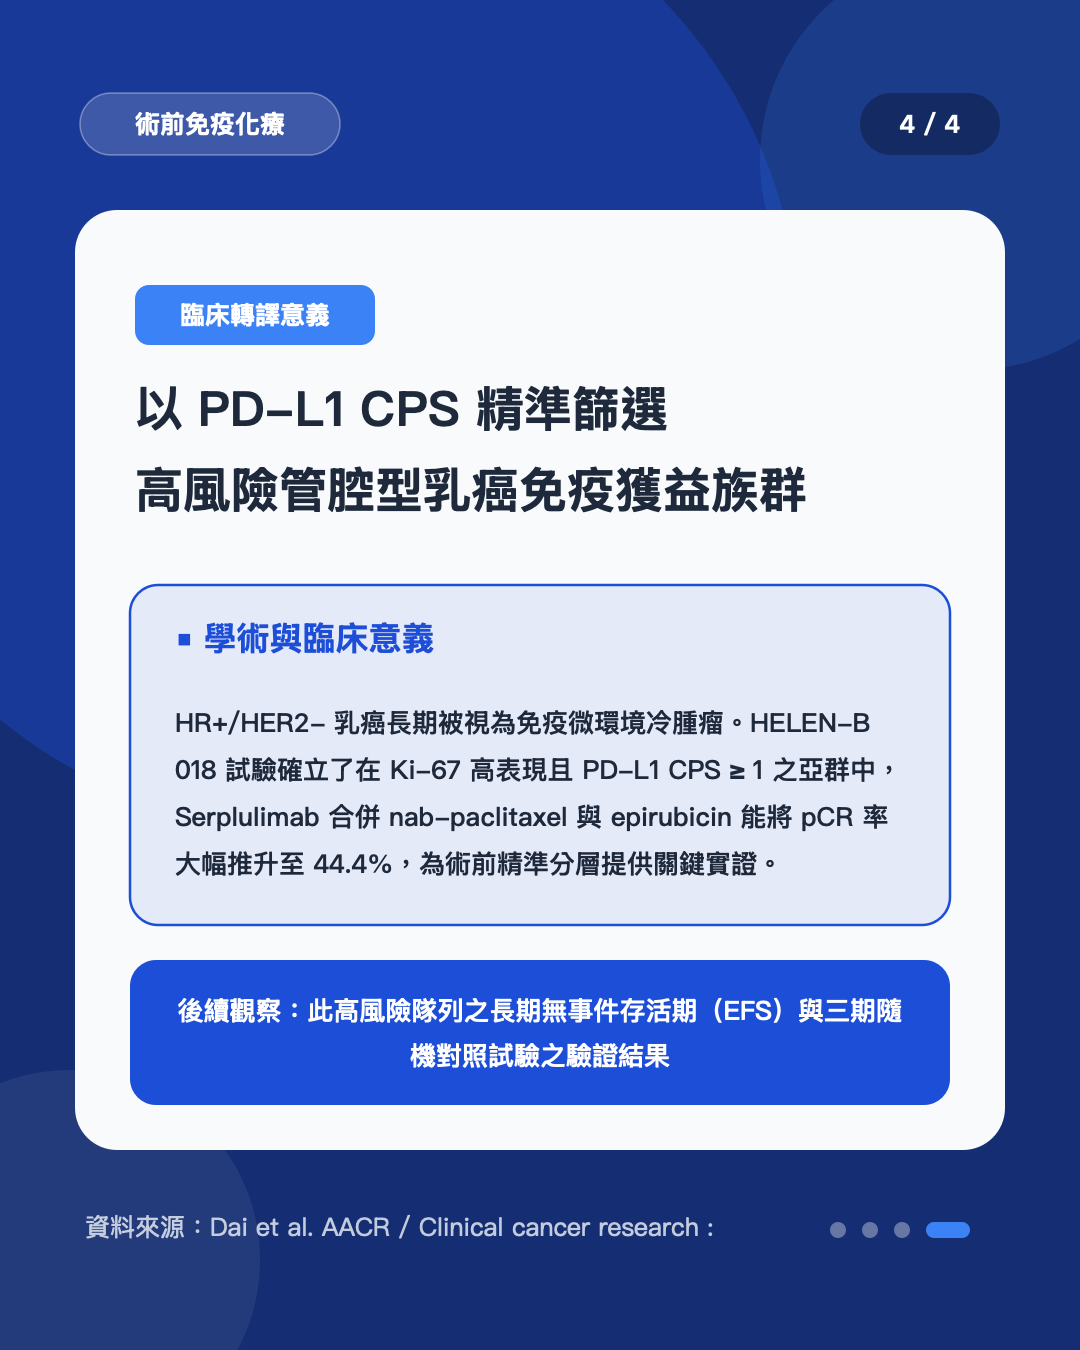 術前免疫化療
4 / 4
臨床轉譯意義
以 PD–L1 CPS 精準篩選
高風險管腔型乳癌免疫獲益族群
▪ 學術與臨床意義
HR+/HER2– 乳癌長期被視為免疫微環境冷腫瘤。HELEN–B
018 試驗確立了在 Ki–67 高表現且 PD–L1 CPS ≥ 1 之亞群中，
Serplulimab 合併 nab–paclitaxel 與 epirubicin 能將 pCR 率
大幅推升至 44.4%，為術前精準分層提供關鍵實證。
後續觀察：此高風險隊列之長期無事件存活期（EFS）與三期隨
機對照試驗之驗證結果
資料來源：Dai et al. AACR / Clinical cancer research :